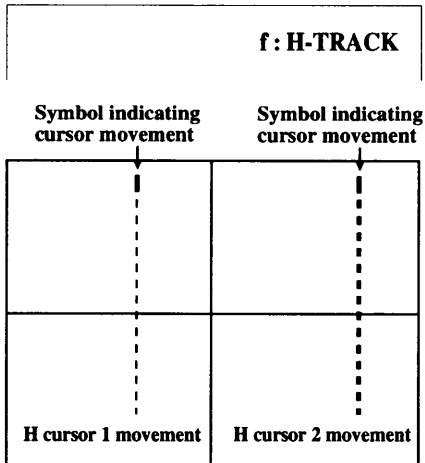 f : H-TRACK
Symbol indicating
cursor movement
Symbol indicating
cursor movement
H cursor 1 movement
H cursor 2 movement